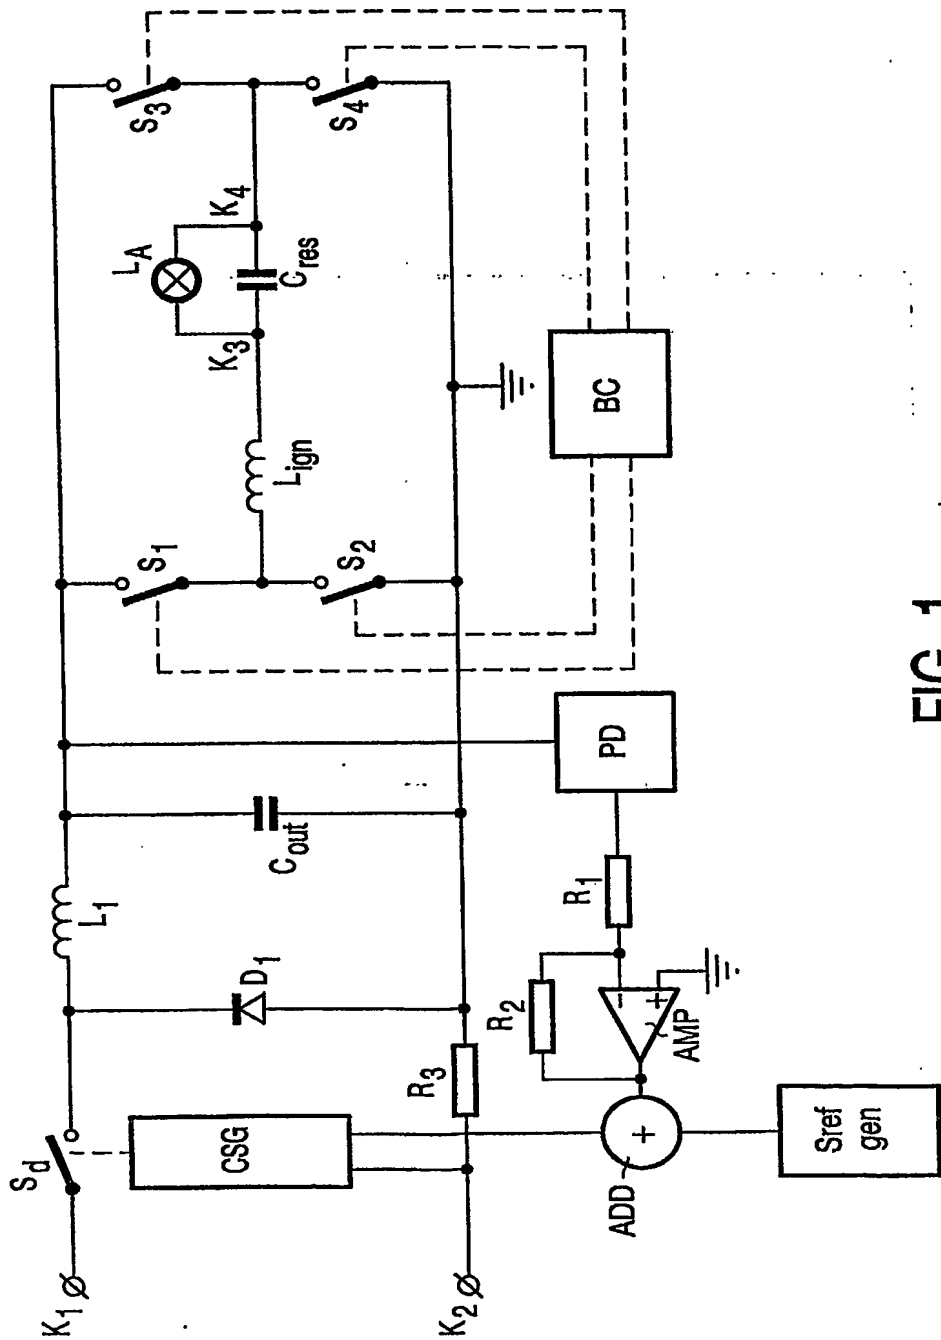 K1
Sd
CSG
L1
D1
Cout
R3
K2
S1
S2
Lign
K3
LA
Cres
K4
S3
S4
BC
PD
R1
R2
AMP
ADD
+
−
+
Sref
gen
FIG. 1